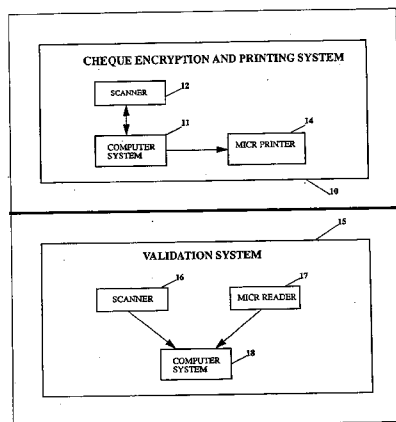 CHEQUE ENCRYPTION AND PRINTING SYSTEM
12
SCANNER
11
14
COMPUTER
SYSTEM
MICR PRINTER
10
15
VALIDATION SYSTEM
16
17
SCANNER
MICR READER
COMPUTER
SYSTEM
18